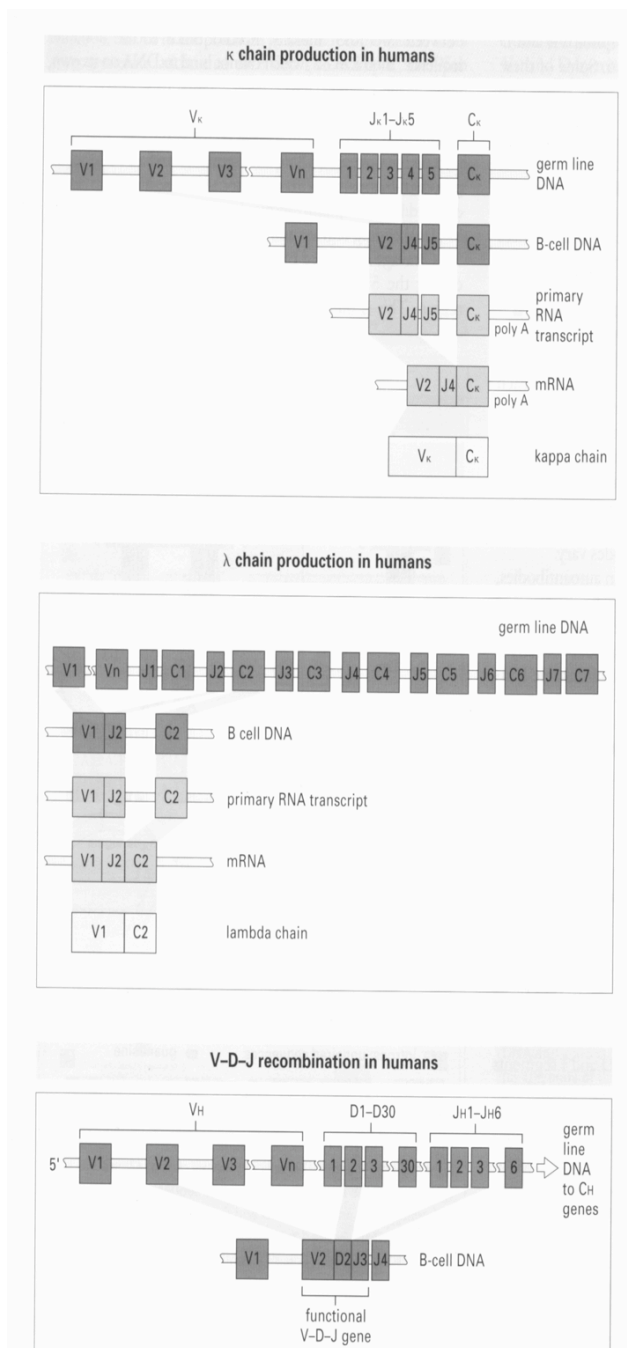 κ chain production in humans
Vκ Jκ1–Jκ5 Cκ
V1 V2 V3 Vn 1 2 3 4 5 Cκ germ line
DNA
V1 V2 J4 J5 Cκ B-cell DNA
primary
V2 J4 J5 Cκ RNA
poly A transcript
V2 J4 Cκ mRNA
poly A
Vκ Cκ kappa chain
λ chain production in humans
germ line DNA
V1 Vn J1 C1 J2 C2 J3 C3 J4 C4 J5 C5 J6 C6 J7 C7
V1 J2 C2 B cell DNA
V1 J2 C2 primary RNA transcript
V1 J2 C2 mRNA
V1 C2 lambda chain
V–D–J recombination in humans
VH D1–D30 JH1–JH6
germ
line
5' V1 V2 V3 Vn 1 2 3 30 1 2 3 6 DNA
to CH
genes
V1 V2 D2 J3 J4 B-cell DNA
functional
V–D–J gene